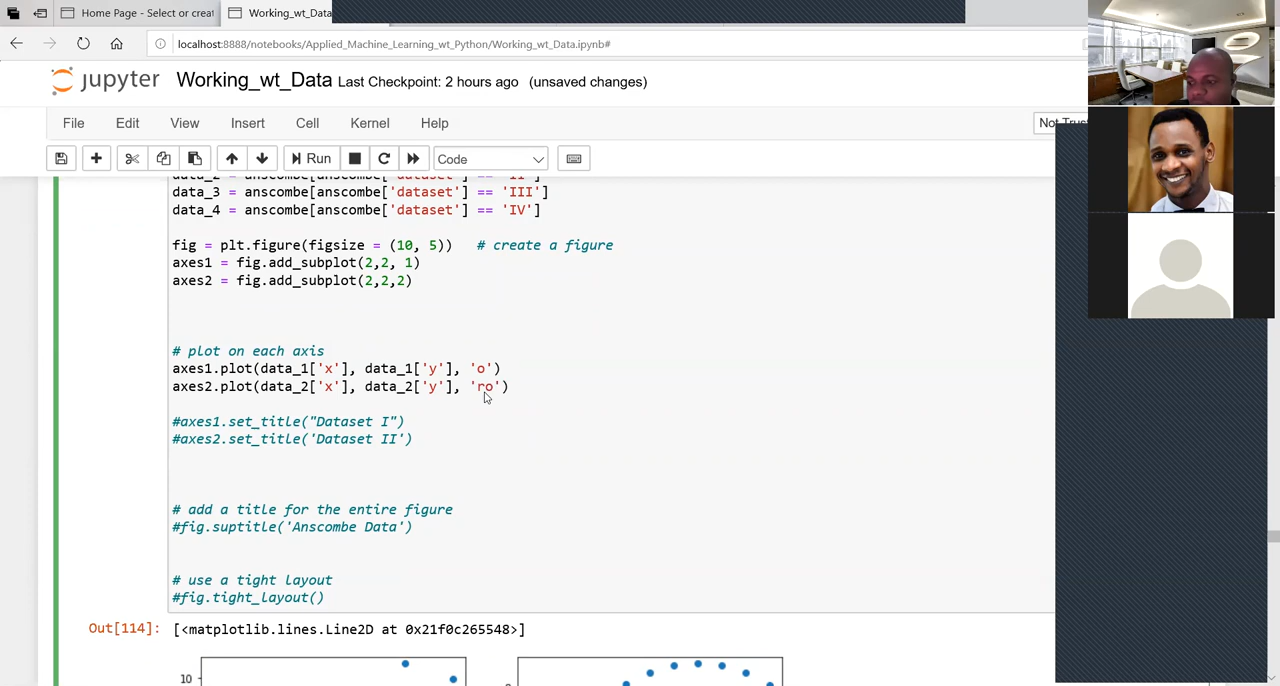 Home Page - Select or creat
Working_wt_Data
localhost:8888/notebooks/Applied_Machine_Learning_wt_Python/Working_wt_Data.ipynb#
jupyter Working_wt_Data Last Checkpoint: 2 hours ago (unsaved changes)
File Edit View Insert Cell Kernel Help
Not Trus
Run
Code
data_2 = anscombe[anscombe['dataset'] == 'II']
data_3 = anscombe[anscombe['dataset'] == 'III']
data_4 = anscombe[anscombe['dataset'] == 'IV']
fig = plt.figure(figsize = (10, 5)) # create a figure
axes1 = fig.add_subplot(2,2, 1)
axes2 = fig.add_subplot(2,2,2)
# plot on each axis
axes1.plot(data_1['x'], data_1['y'], 'o')
axes2.plot(data_2['x'], data_2['y'], 'ro')
#axes1.set_title("Dataset I")
#axes2.set_title('Dataset II')
# add a title for the entire figure
#fig.suptitle('Anscombe Data')
# use a tight layout
#fig.tight_layout()
Out[114]: [<matplotlib.lines.Line2D at 0x21f0c265548>]
10